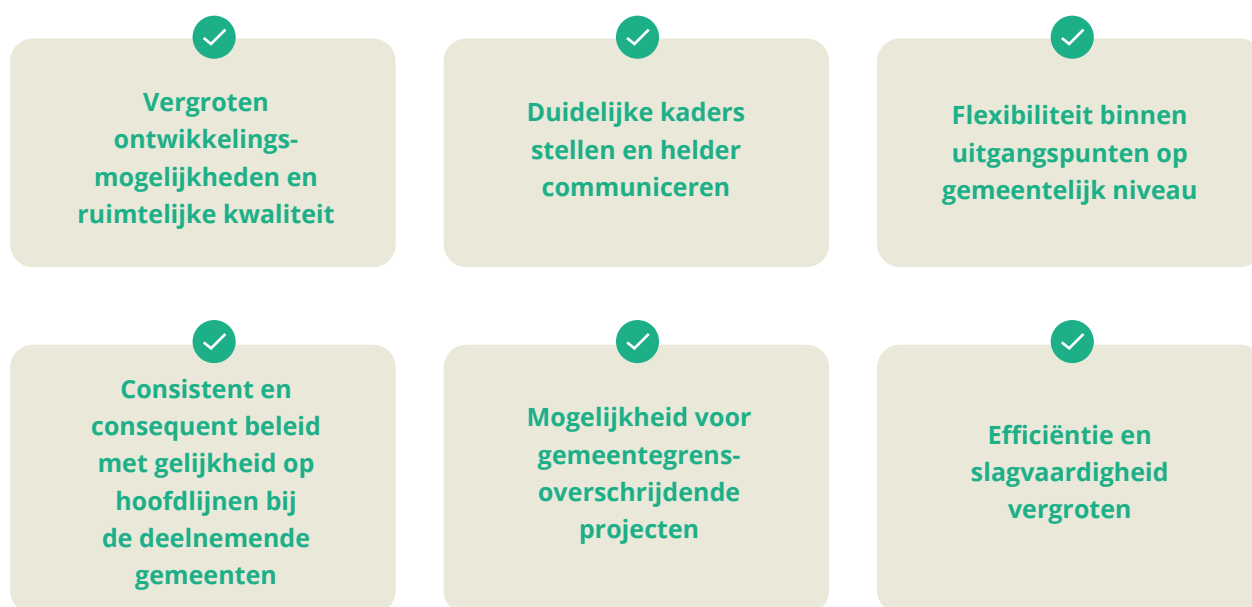 Vergroten
ontwikkelings-
mogelijkheden en
ruimtelijke kwaliteit
Duidelijke kaders
stellen en helder
communiceren
Flexibiliteit binnen
uitgangspunten op
gemeentelijk niveau
Consistent en
consequent beleid
met gelijkheid op
hoofdlijnen bij
de deelnemende
gemeenten
Mogelijkheid voor
gemeentegrens-
overschrijdende
projecten
Efficiëntie en
slagvaardigheid
vergroten